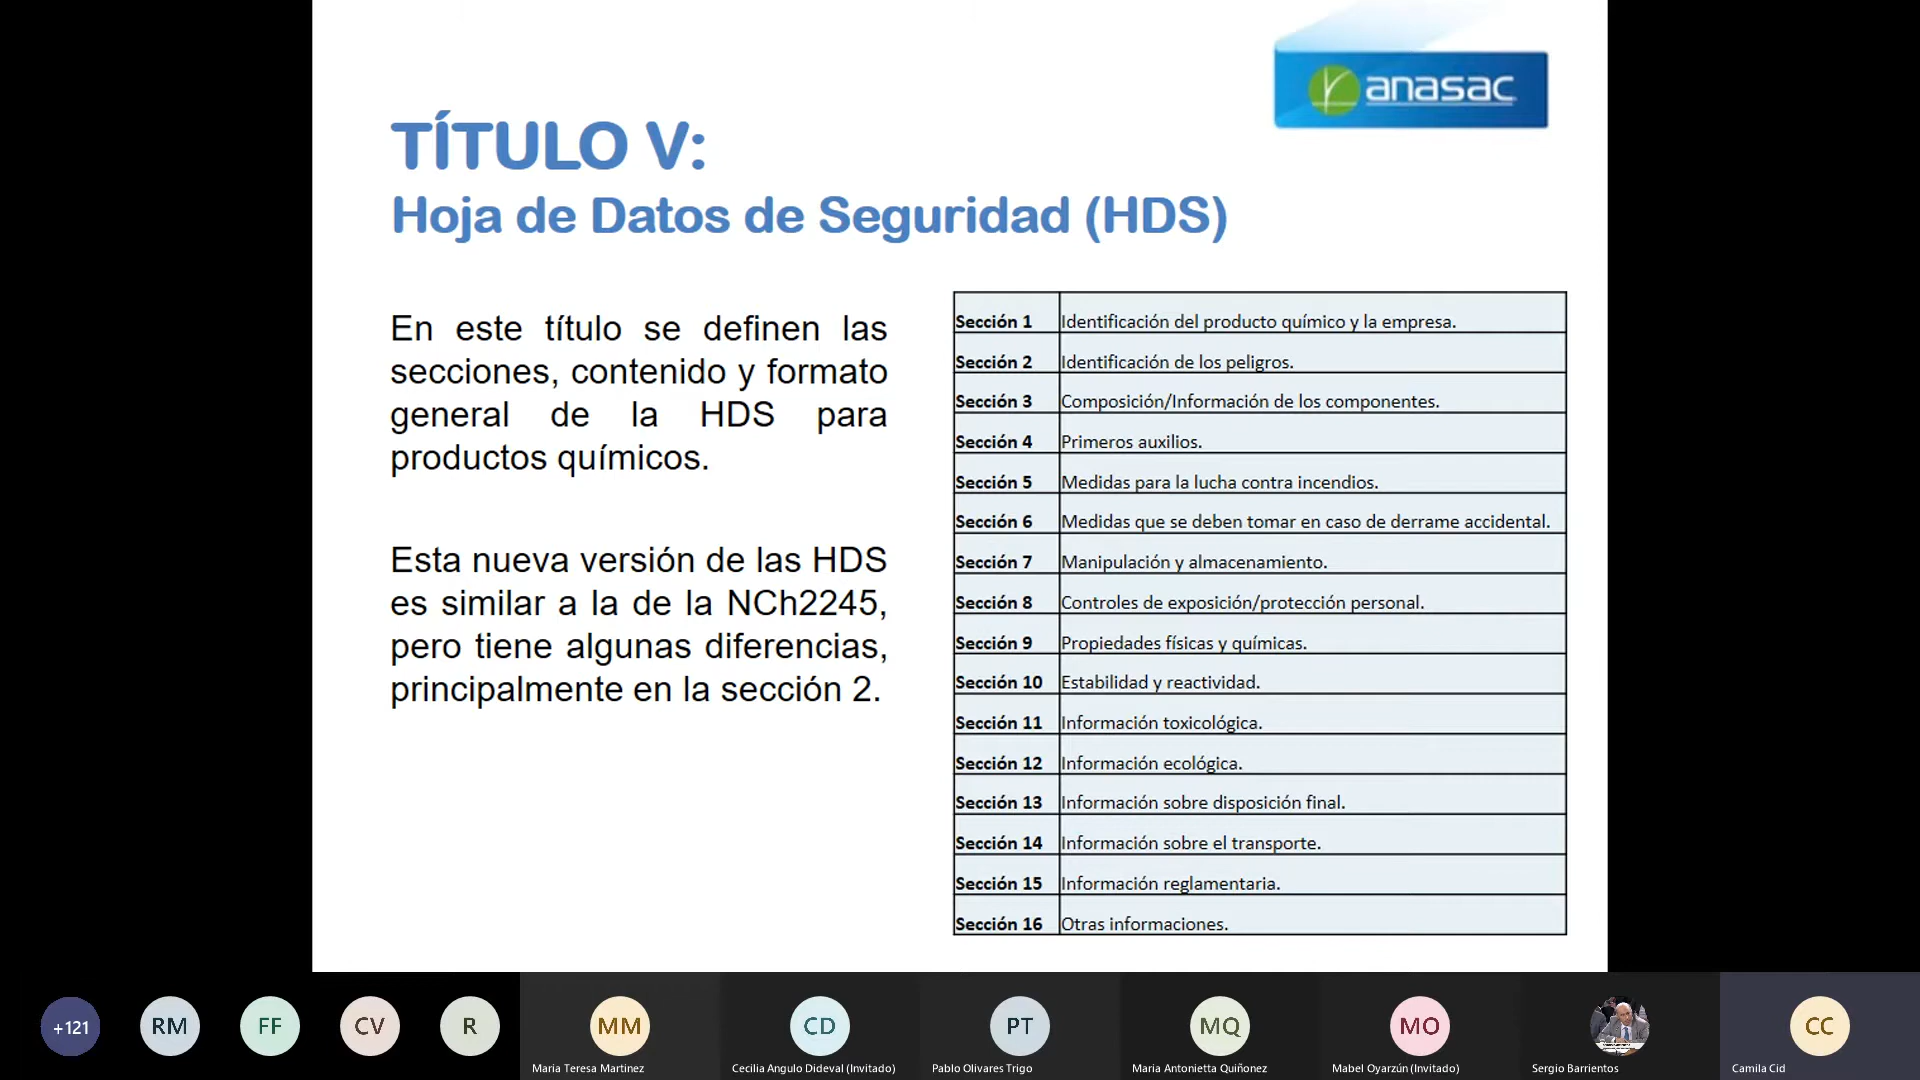 anasac
TÍTULO V:
Hoja de Datos de Seguridad (HDS)
En este título se definen las
secciones, contenido y formato
general de la HDS para
productos químicos.
Esta nueva versión de las HDS
es similar a la de la NCh2245,
pero tiene algunas diferencias,
principalmente en la sección 2.
Sección 1 Identificación del producto químico y la empresa.
Sección 2 Identificación de los peligros.
Sección 3 Composición/Información de los componentes.
Sección 4 Primeros auxilios.
Sección 5 Medidas para la lucha contra incendios.
Sección 6 Medidas que se deben tomar en caso de derrame accidental.
Sección 7 Manipulación y almacenamiento.
Sección 8 Controles de exposición/protección personal.
Sección 9 Propiedades físicas y químicas.
Sección 10 Estabilidad y reactividad.
Sección 11 Información toxicológica.
Sección 12 Información ecológica.
Sección 13 Información sobre disposición final.
Sección 14 Información sobre el transporte.
Sección 15 Información reglamentaria.
Sección 16 Otras informaciones.
+121 RM FF CV R MM CD PT MQ MO CC
Maria Teresa Martinez Cecilia Angulo Dideval (Invitado) Pablo Olivares Trigo Maria Antonietta Quiñonez Mabel Oyarzún (Invitado) Sergio Barrientos Camila Cid